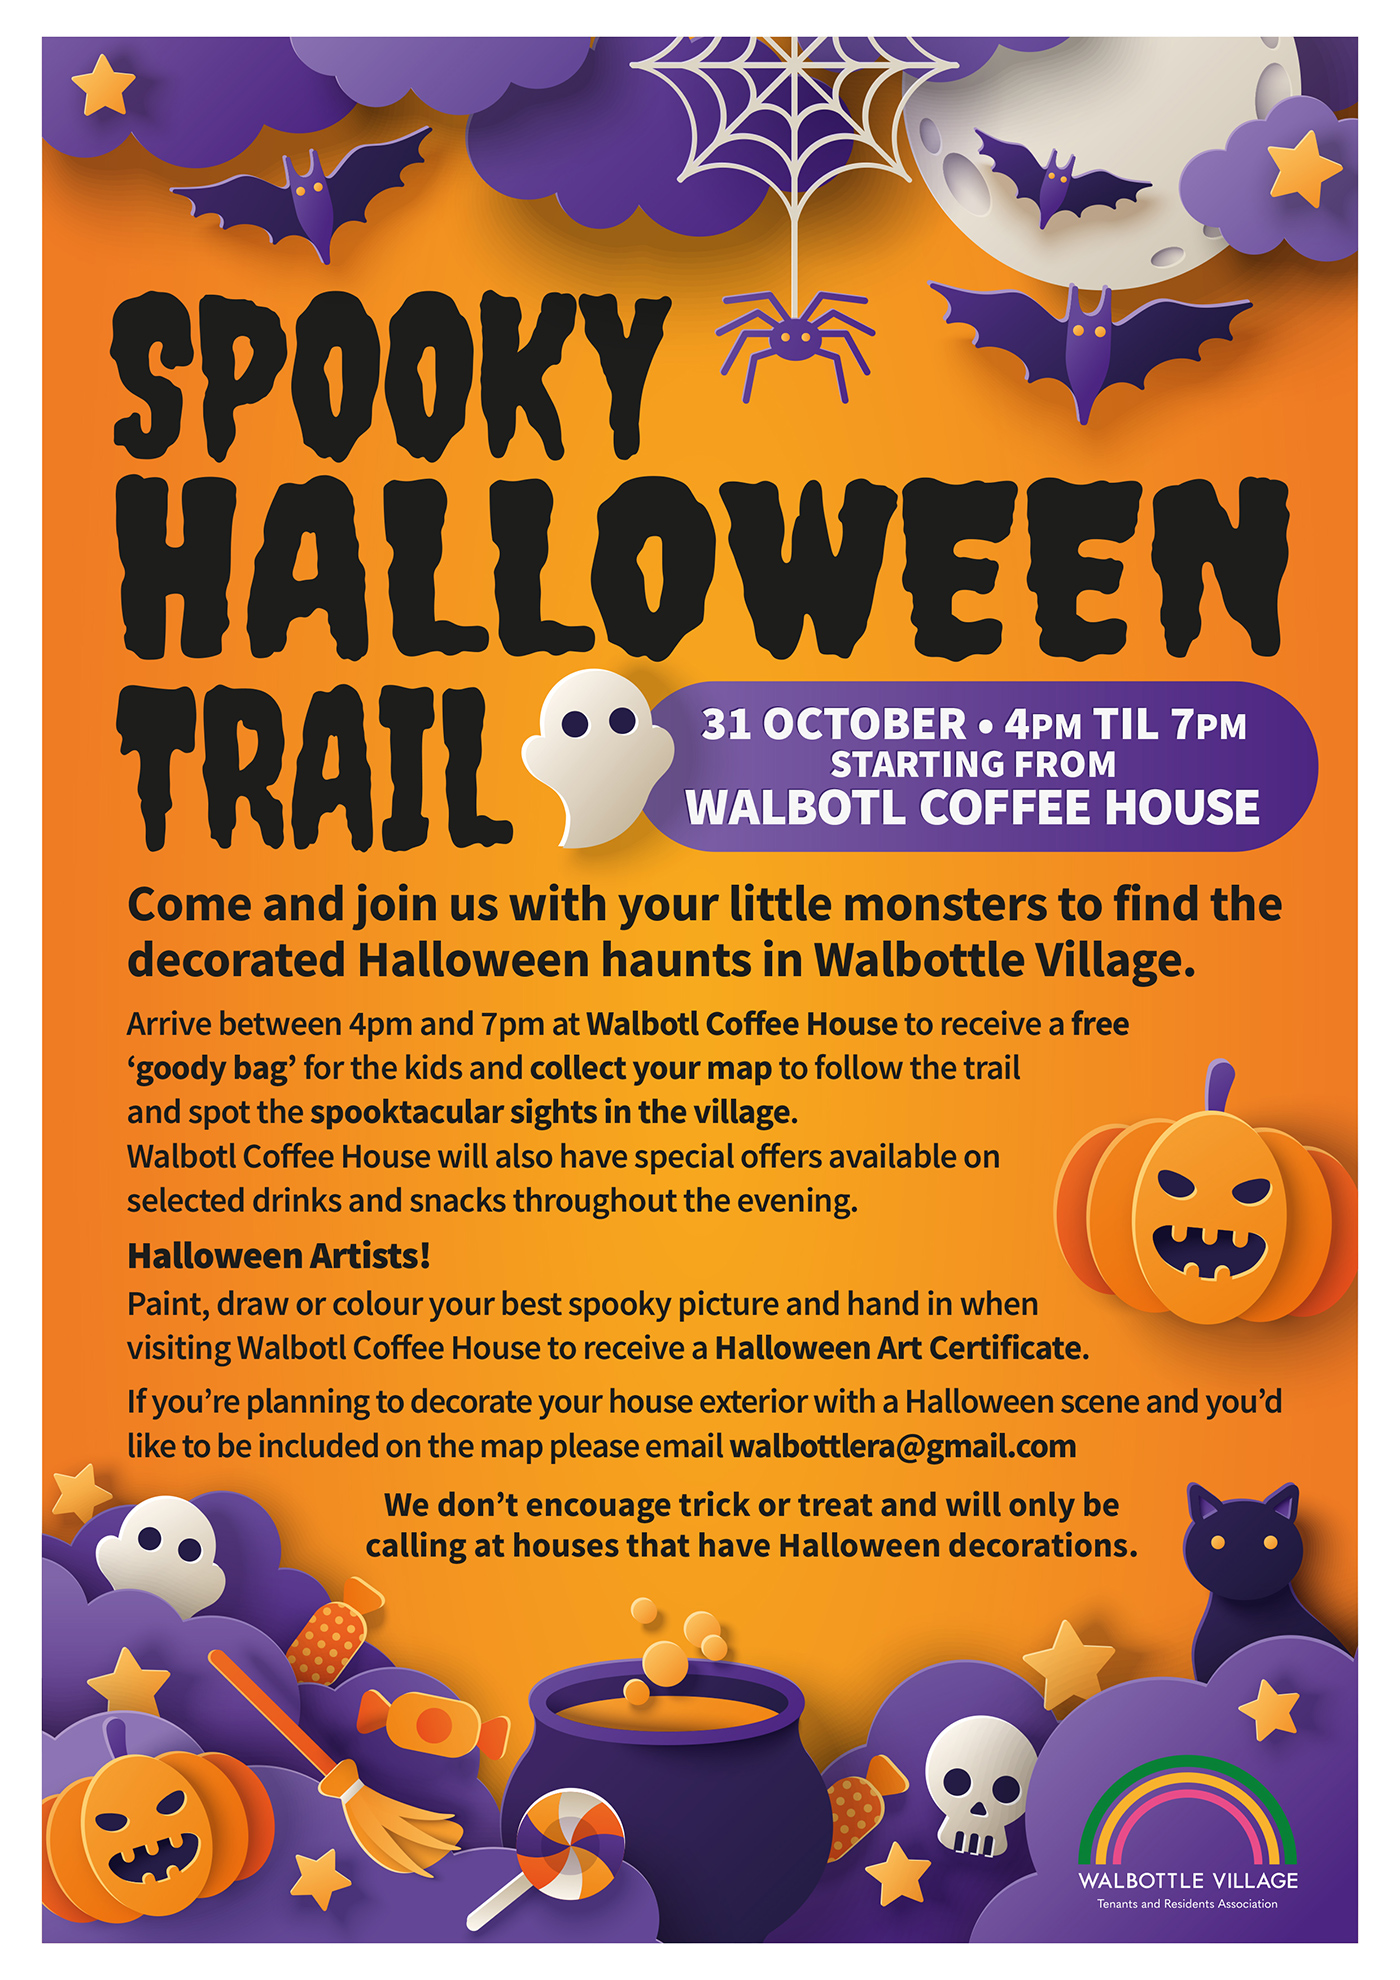 SPOOKY
HALLOWEEN
TRAIL
31 OCTOBER • 4PM TIL 7PM
STARTING FROM
WALBOTL COFFEE HOUSE
Come and join us with your little monsters to find the
decorated Halloween haunts in Walbottle Village.
Arrive between 4pm and 7pm at Walbotl Coffee House to receive a free
‘goody bag’ for the kids and collect your map to follow the trail
and spot the spooktacular sights in the village.
Walbotl Coffee House will also have special offers available on
selected drinks and snacks throughout the evening.
Halloween Artists!
Paint, draw or colour your best spooky picture and hand in when
visiting Walbotl Coffee House to receive a Halloween Art Certificate.
If you’re planning to decorate your house exterior with a Halloween scene and you’d
like to be included on the map please email walbottlera@gmail.com
We don’t encouage trick or treat and will only be
calling at houses that have Halloween decorations.
WALBOTTLE VILLAGE
Tenants and Residents Association